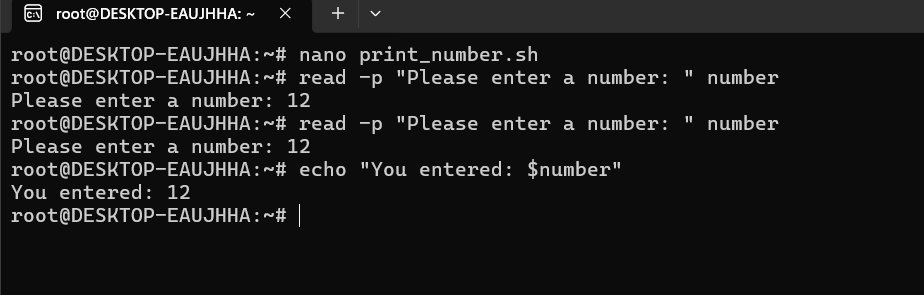 root@DESKTOP-EAUJHHA: ~
root@DESKTOP-EAUJHHA:~# nano print_number.sh
root@DESKTOP-EAUJHHA:~# read -p "Please enter a number: " number
Please enter a number: 12
root@DESKTOP-EAUJHHA:~# read -p "Please enter a number: " number
Please enter a number: 12
root@DESKTOP-EAUJHHA:~# echo "You entered: $number"
You entered: 12
root@DESKTOP-EAUJHHA:~#